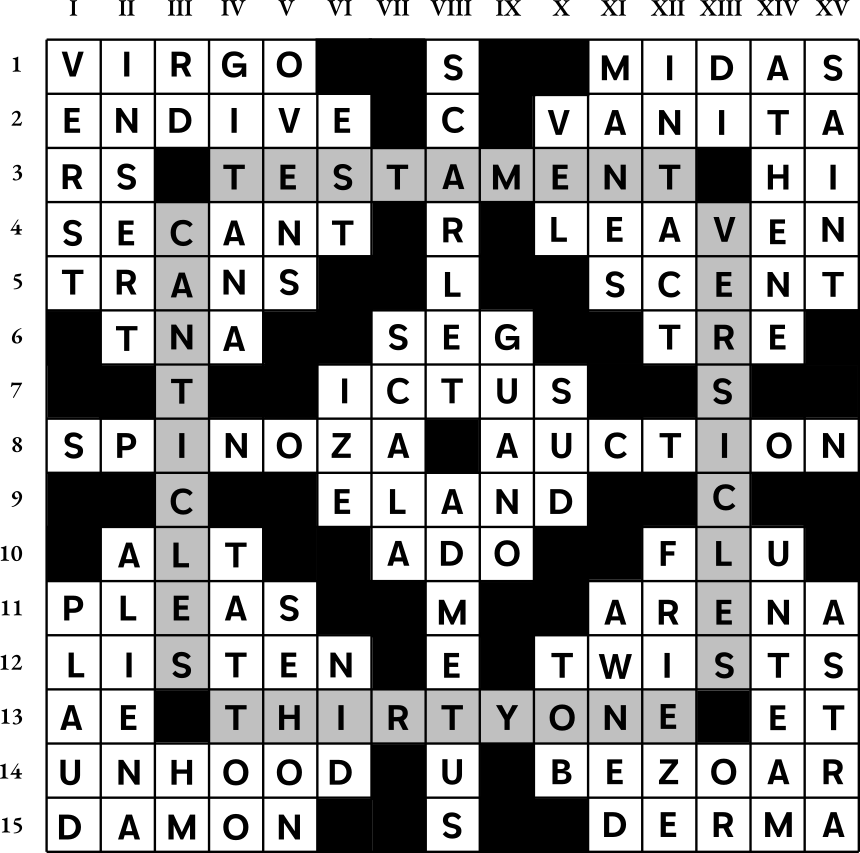 I II III IV V VI VII VIII IX X XI XII XIII XIV XV
1 V I R G O S M I D A S
2 E N D I V E C V A N I T A
3 R S T E S T A M E N T H I
4 S E C A N T R L E A V E N
5 T R A N S L S C E N T
6 T N A S E G T R E
7 T I C T U S S
8 S P I N O Z A A U C T I O N
9 C E L A N D C
10 A L T A D O F L U
11 P L E A S M A R E N A
12 L I S T E N E T W I S T S
13 A E T H I R T Y O N E E T
14 U N H O O D U B E Z O A R
15 D A M O N S D E R M A